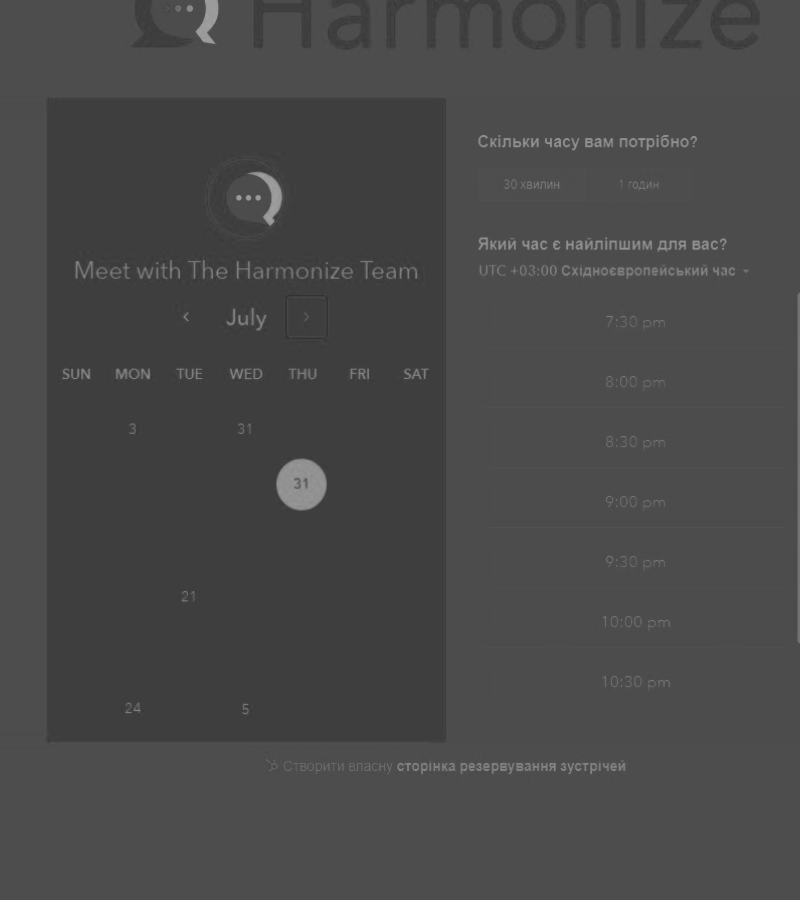 Harmonize
Meet with The Harmonize Team
July
SUN MON TUE WED THU FRI SAT
3 31
31
21
24 5
Скільки часу вам потрібно?
30 хвилин 1 годин
Який час є найліпшим для вас?
UTC +03:00 Східноєвропейський час
7:30 pm
8:00 pm
8:30 pm
9:00 pm
9:30 pm
10:00 pm
10:30 pm
Створити власну сторінка резервування зустрічей